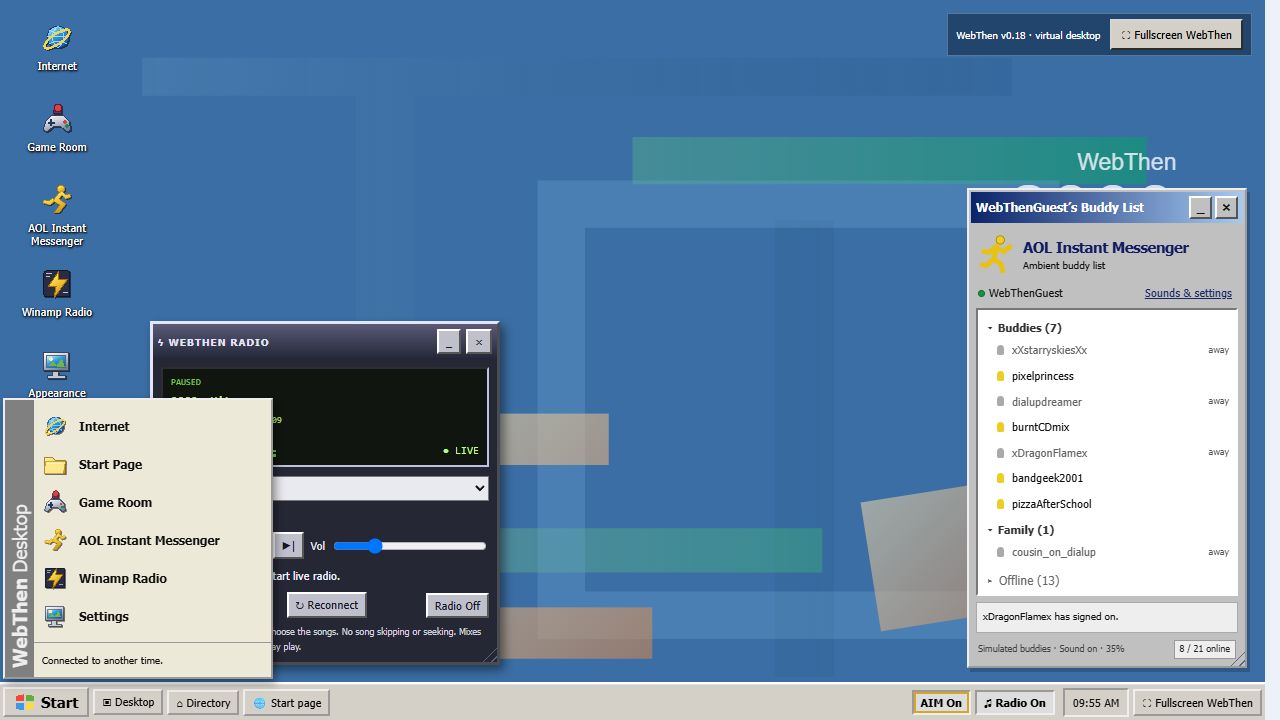 Internet
Game Room
AOL Instant
Messenger
Winamp Radio
Appearance
WebThen v0.18 · virtual desktop
Fullscreen WebThen
WebThen
WEBTHEN RADIO
PAUSED
09
LIVE
Vol
tart live radio.
Reconnect
Radio Off
hoose the songs. No song skipping or seeking. Mixes
ay play.
WebThenGuest's Buddy List
AOL Instant Messenger
Ambient buddy list
WebThenGuest
Sounds & settings
Buddies (7)
xXstarryskiesXx away
pixelprincess
dialupdreamer away
burntCDmix
xDragonFlamex away
bandgeek2001
pizzaAfterSchool
Family (1)
cousin_on_dialup away
Offline (13)
xDragonFlamex has signed on.
Simulated buddies · Sound on · 35%
8 / 21 online
WebThen Desktop
Internet
Start Page
Game Room
AOL Instant Messenger
Winamp Radio
Settings
Connected to another time.
Start
Desktop
Directory
Start page
AIM On
Radio On
09:55 AM
Fullscreen WebThen